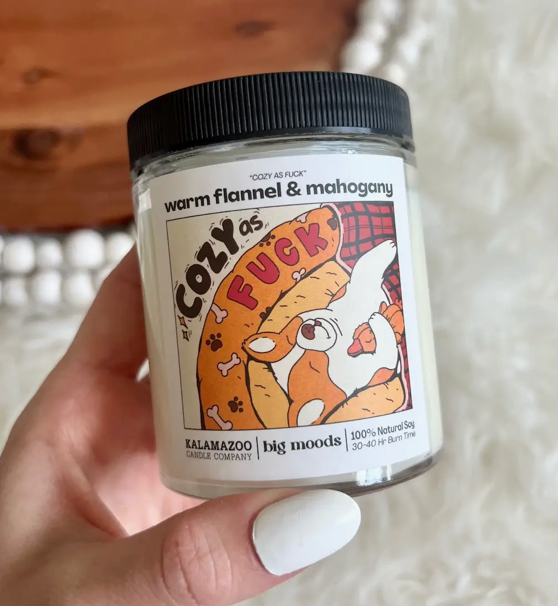 "COZY AS FUCK"
warm flannel & mahogany
COZY as
FUCK
KALAMAZOO
CANDLE COMPANY
big moods
100% Natural Soy
30-40 Hr Burn Time